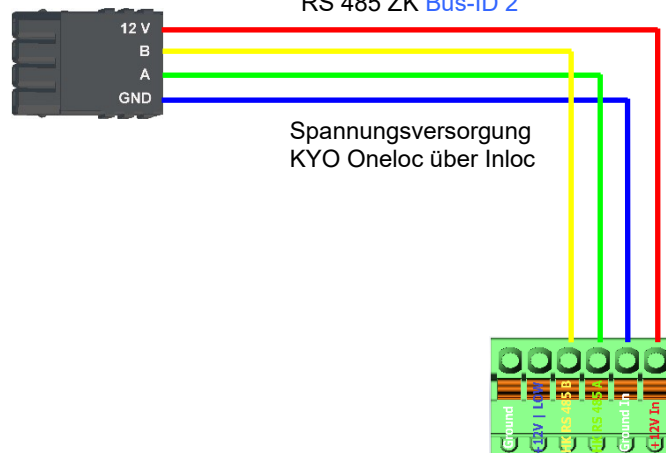 RS 485 ZK Bus-ID 2
12 V
B
A
GND
Spannungsversorgung
KYO Oneloc über Inloc
Ground
+12V | LOW
RS 485 B
RS 485 A
Ground In
+12V In